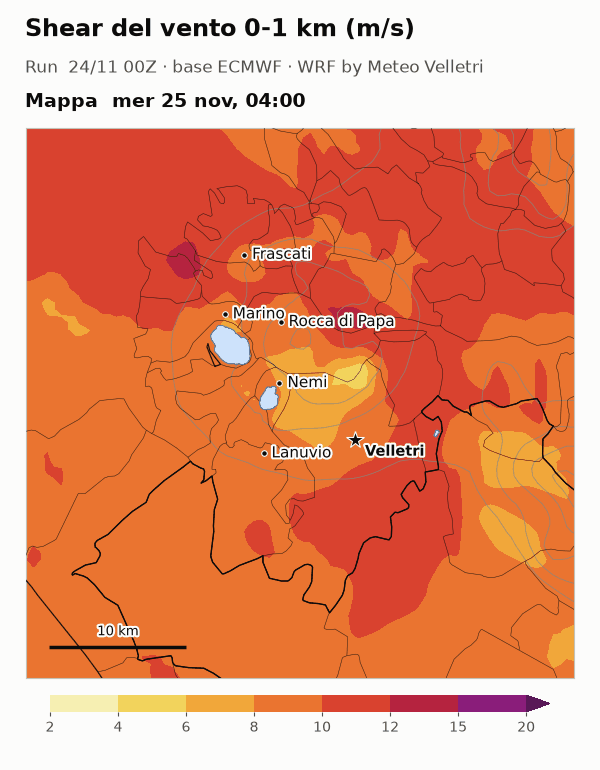 Shear del vento 0-1 km (m/s)
Run  24/11 00Z · base ECMWF · WRF by Meteo Velletri
Mappa  mer 25 nov, 04:00
Frascati
Marino
Rocca di Papa
Nemi
Velletri
Lanuvio
10 km
2 4 6 8 10 12 15 20